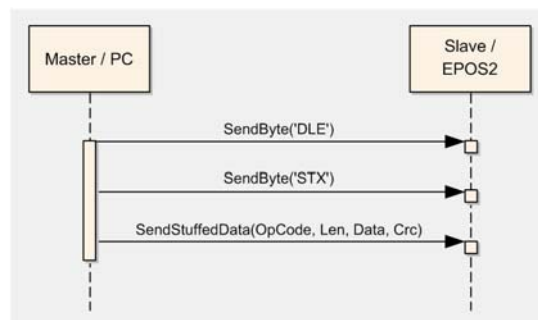 Master / PC
Slave /
EPOS2
SendByte('DLE')
SendByte('STX')
SendStuffedData(OpCode, Len, Data, Crc)